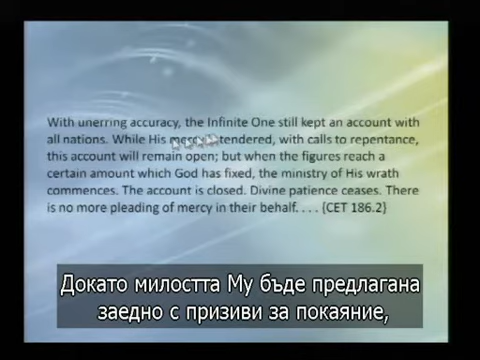 With unerring accuracy, the Infinite One still kept an account with
all nations. While His mercy is tendered, with calls to repentance,
this account will remain open; but when the figures reach a
certain amount which God has fixed, the ministry of His wrath
commences. The account is closed. Divine patience ceases. There
is no more pleading of mercy in their behalf. . . . {CET 186.2}
Докато милостта Му бъде предлагана
заедно с призиви за покаяние,